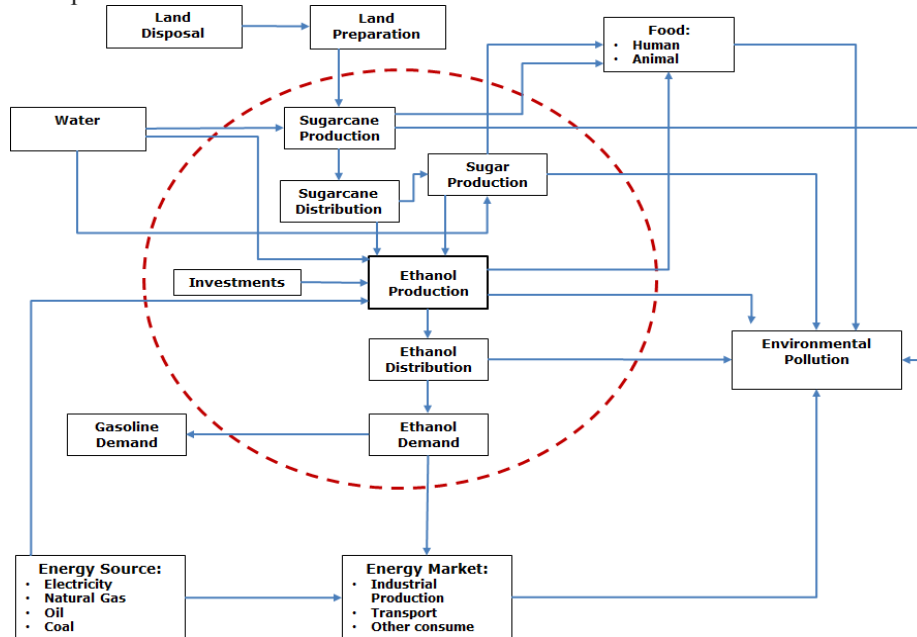 Land
Disposal
Land
Preparation
Food:
• Human
• Animal
Water
Sugarcane
Production
Sugar
Production
Sugarcane
Distribution
Investments
Ethanol
Production
Ethanol
Distribution
Environmental
Pollution
Gasoline
Demand
Ethanol
Demand
Energy Source:
• Electricity
• Natural Gas
• Oil
• Coal
Energy Market:
• Industrial
Production
• Transport
• Other consume